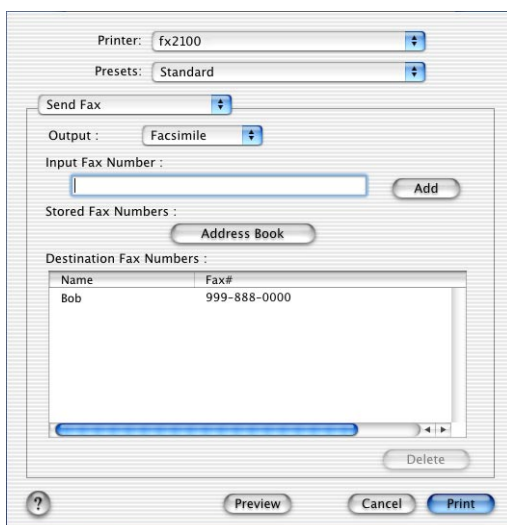 Printer: fx2100
Presets: Standard
Send Fax
Output : Facsimile
Input Fax Number :
Add
Stored Fax Numbers :
Address Book
Destination Fax Numbers :
Name Fax#
Bob 999-888-0000
Delete
? Preview Cancel Print